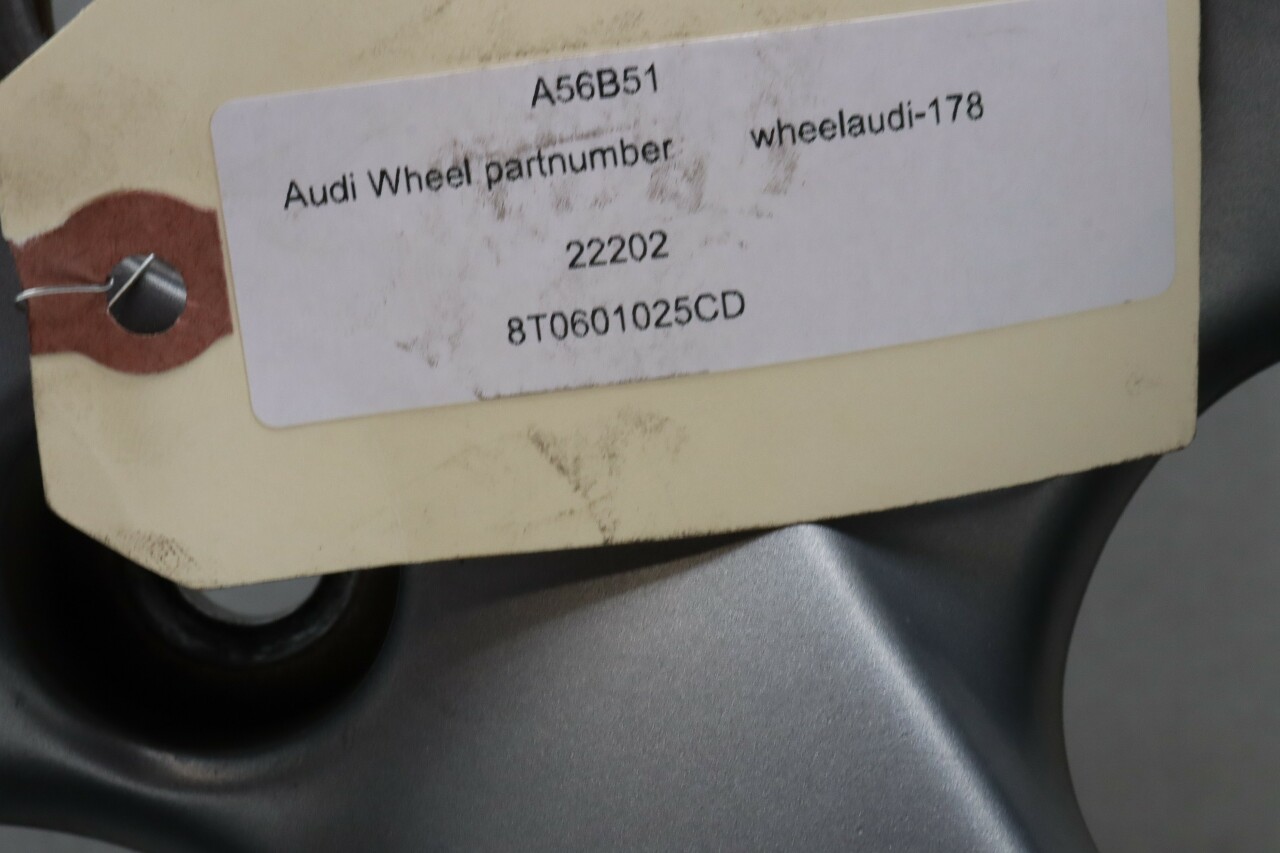 A56B51
Audi Wheel partnumber wheelaudi-178
22202
8T0601025CD